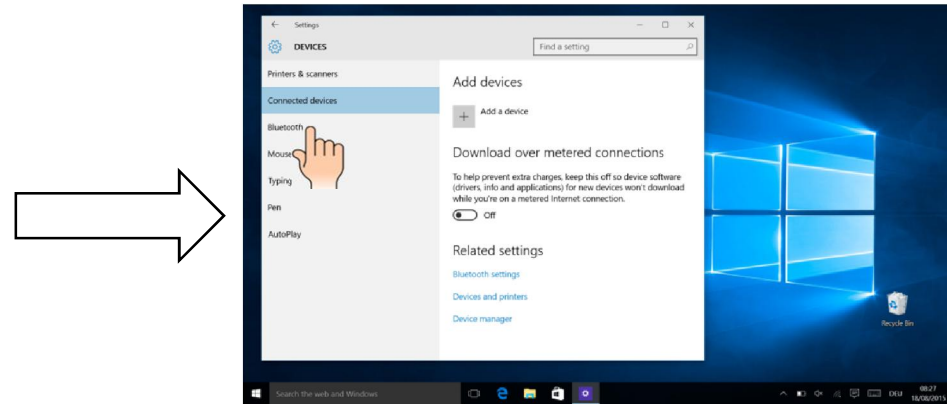 Settings
DEVICES
Find a setting
Printers & scanners
Connected devices
Bluetooth
Mouse
Typing
Pen
AutoPlay
Add devices
Add a device
Download over metered connections
To help prevent extra charges, keep this off so device software
(drivers, info and applications) for new devices won't download
while you're on a metered Internet connection.
Off
Related settings
Bluetooth settings
Devices and printers
Device manager
Recycle Bin
Search the web and Windows
DEU
08:27
18/08/2015